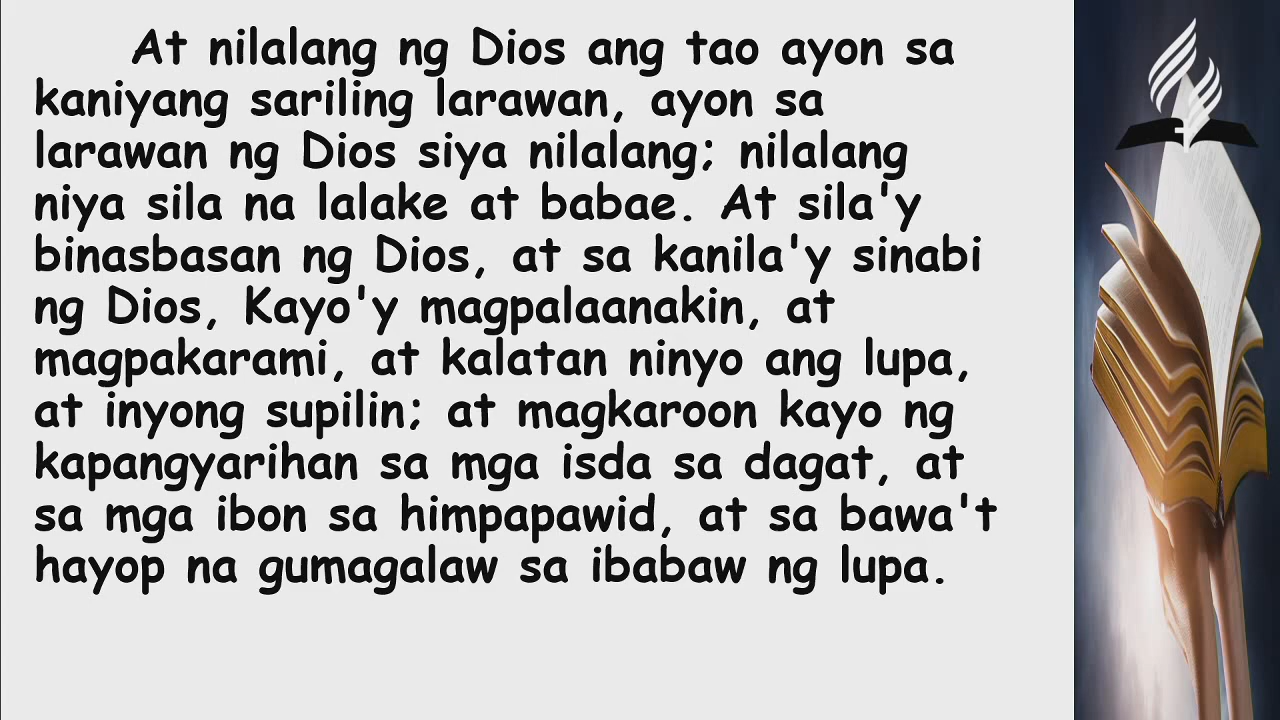 At nilalang ng Dios ang tao ayon sa
kaniyang sariling larawan, ayon sa
larawan ng Dios siya nilalang; nilalang
niya sila na lalake at babae. At sila'y
binasbasan ng Dios, at sa kanila'y sinabi
ng Dios, Kayo'y magpalaanakin, at
magpakarami, at kalatan ninyo ang lupa,
at inyong supilin; at magkaroon kayo ng
kapangyarihan sa mga isda sa dagat, at
sa mga ibon sa himpapawid, at sa bawa't
hayop na gumagalaw sa ibabaw ng lupa.